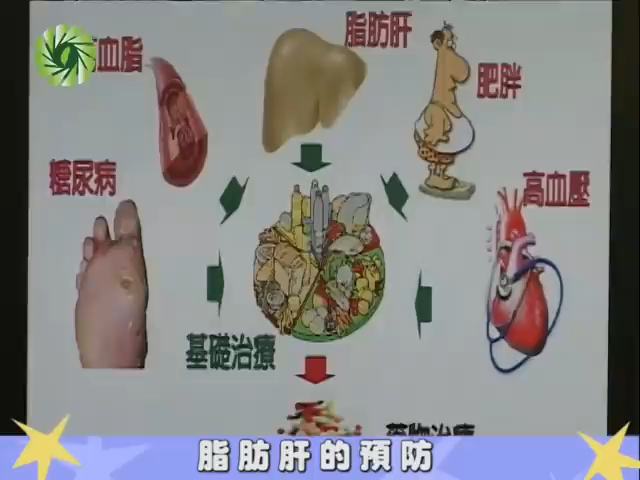 脂肪肝
血脂
肥胖
糖尿病
高血壓
基礎治療
脂肪肝的預防